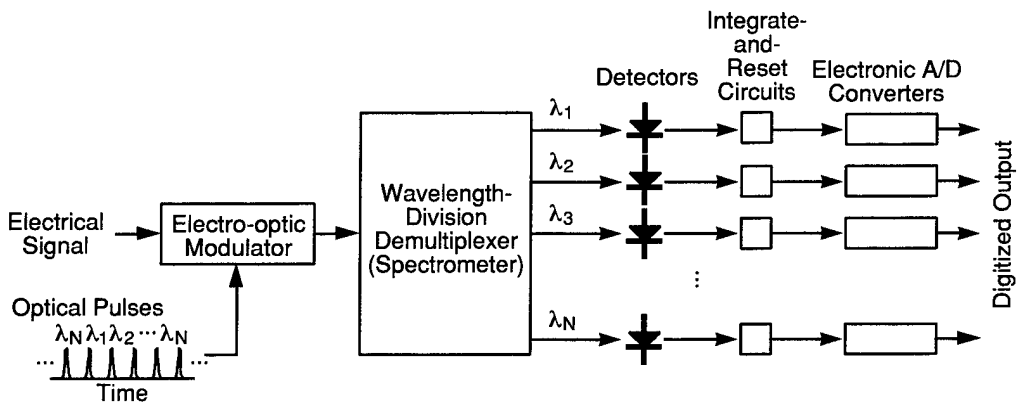 Integrate-
and-
Reset
Circuits
Detectors
Electronic A/D
Converters
λ1
λ2
λ3
λN
Wavelength-
Division
Demultiplexer
(Spectrometer)
Electrical
Signal
Electro-optic
Modulator
Optical Pulses
λN λ1 λ2 ··· λN
··· ···
Time
⋮
Digitized Output